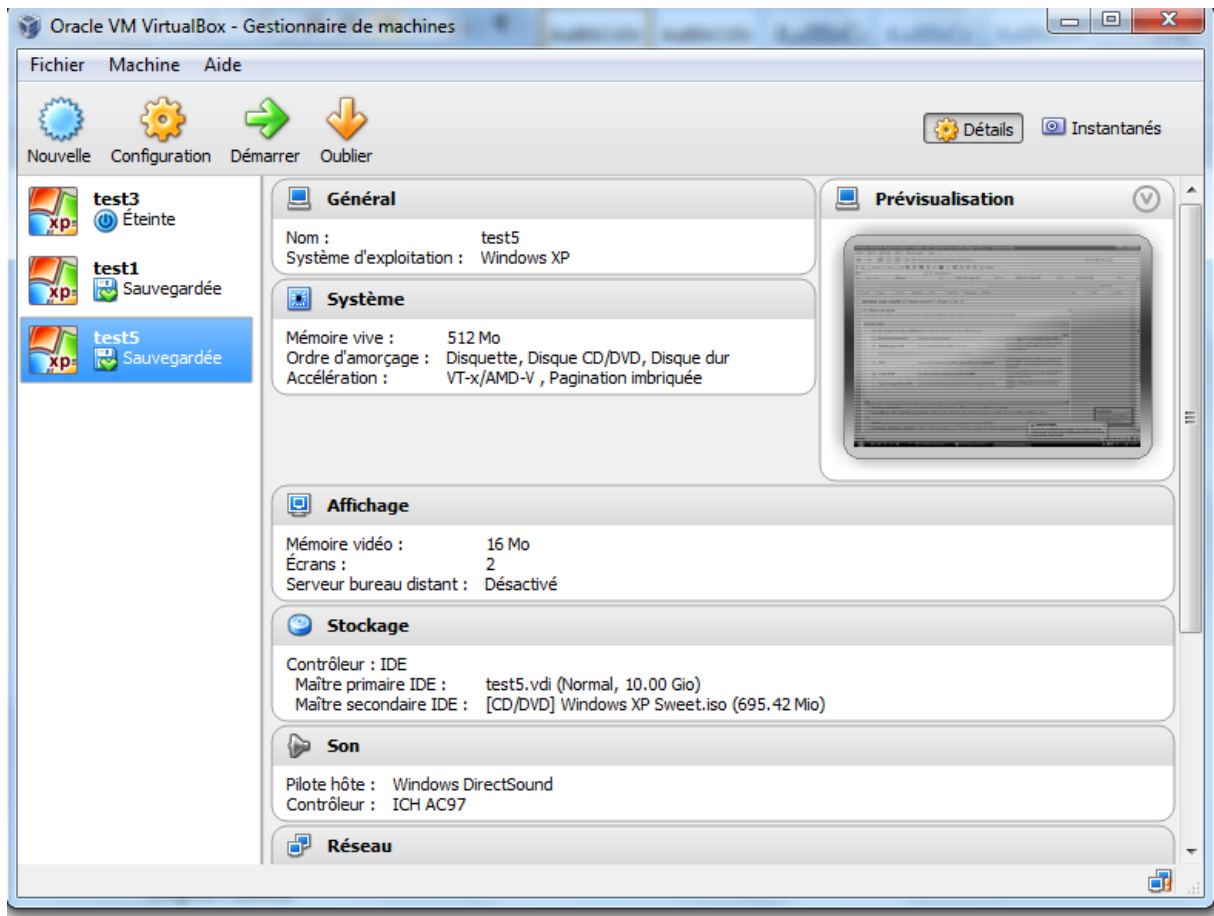 Oracle VM VirtualBox - Gestionnaire de machines
Fichier Machine Aide
Nouvelle Configuration Démarrer Oublier
Détails Instantanés
test3
Éteinte
test1
Sauvegardée
test5
Sauvegardée
Général
Nom : test5
Système d'exploitation : Windows XP
Prévisualisation
Système
Mémoire vive : 512 Mo
Ordre d'amorçage : Disquette, Disque CD/DVD, Disque dur
Accélération : VT-x/AMD-V , Pagination imbriquée
Affichage
Mémoire vidéo : 16 Mo
Écrans : 2
Serveur bureau distant : Désactivé
Stockage
Contrôleur : IDE
Maître primaire IDE : test5.vdi (Normal, 10.00 Gio)
Maître secondaire IDE : [CD/DVD] Windows XP Sweet.iso (695.42 Mio)
Son
Pilote hôte : Windows DirectSound
Contrôleur : ICH AC97
Réseau